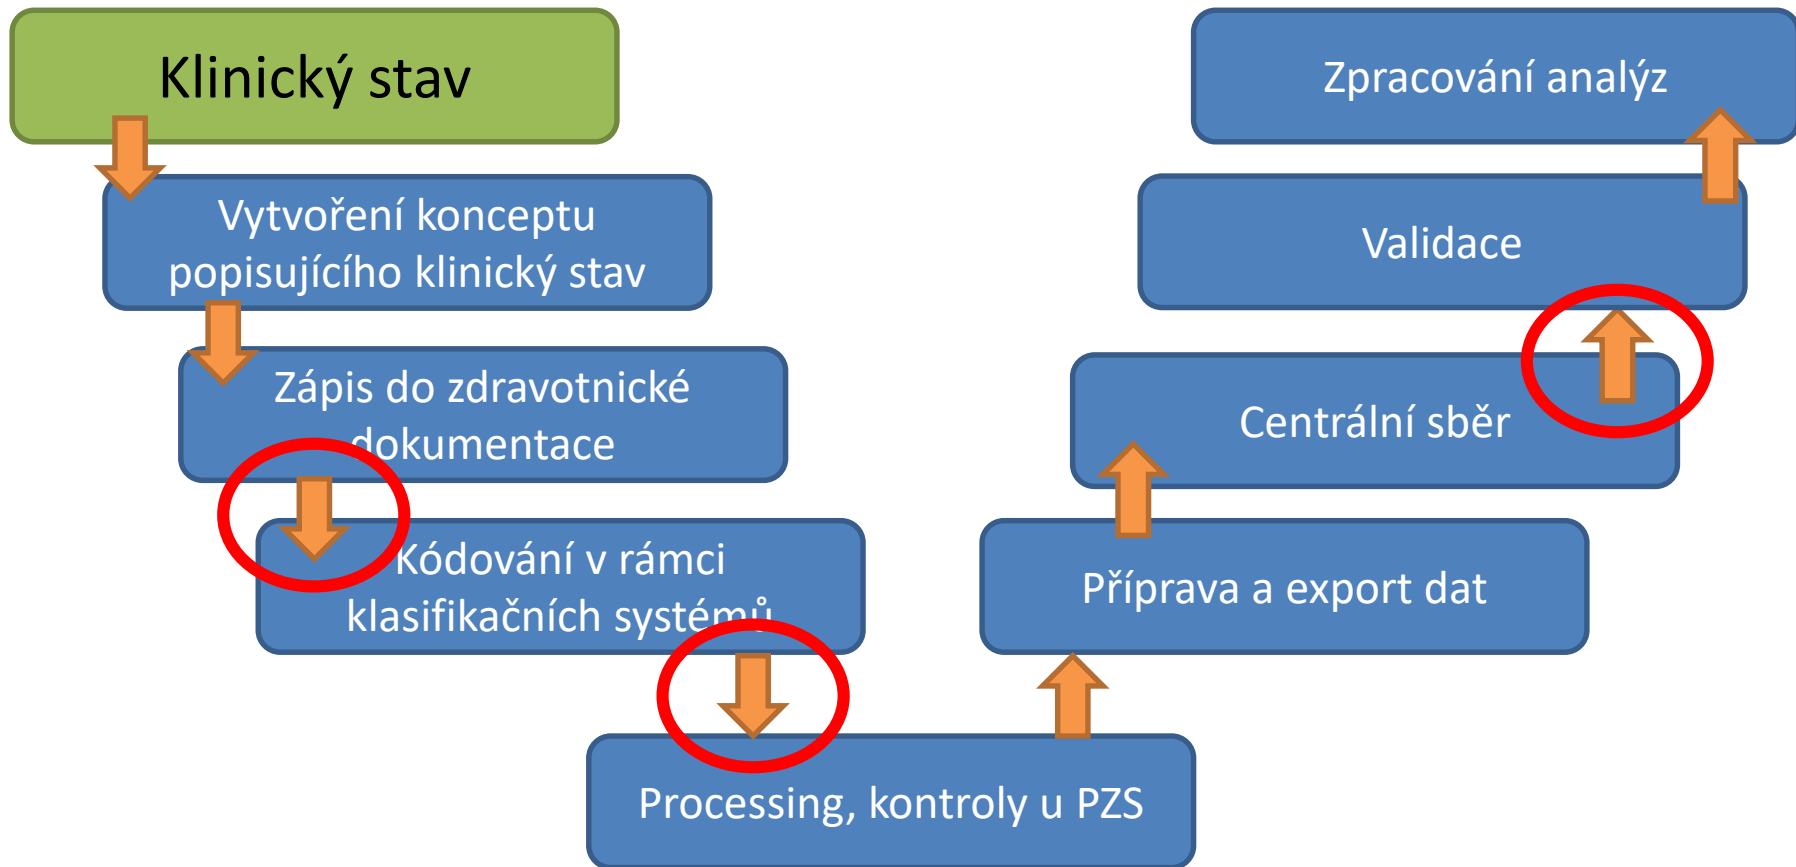 Klinický stav
Vytvoření konceptu
popisujícího klinický stav
Zápis do zdravotnické
dokumentace
Kódování v rámci
klasifikačních systémů
Processing, kontroly u PZS
Příprava a export dat
Centrální sběr
Validace
Zpracování analýz